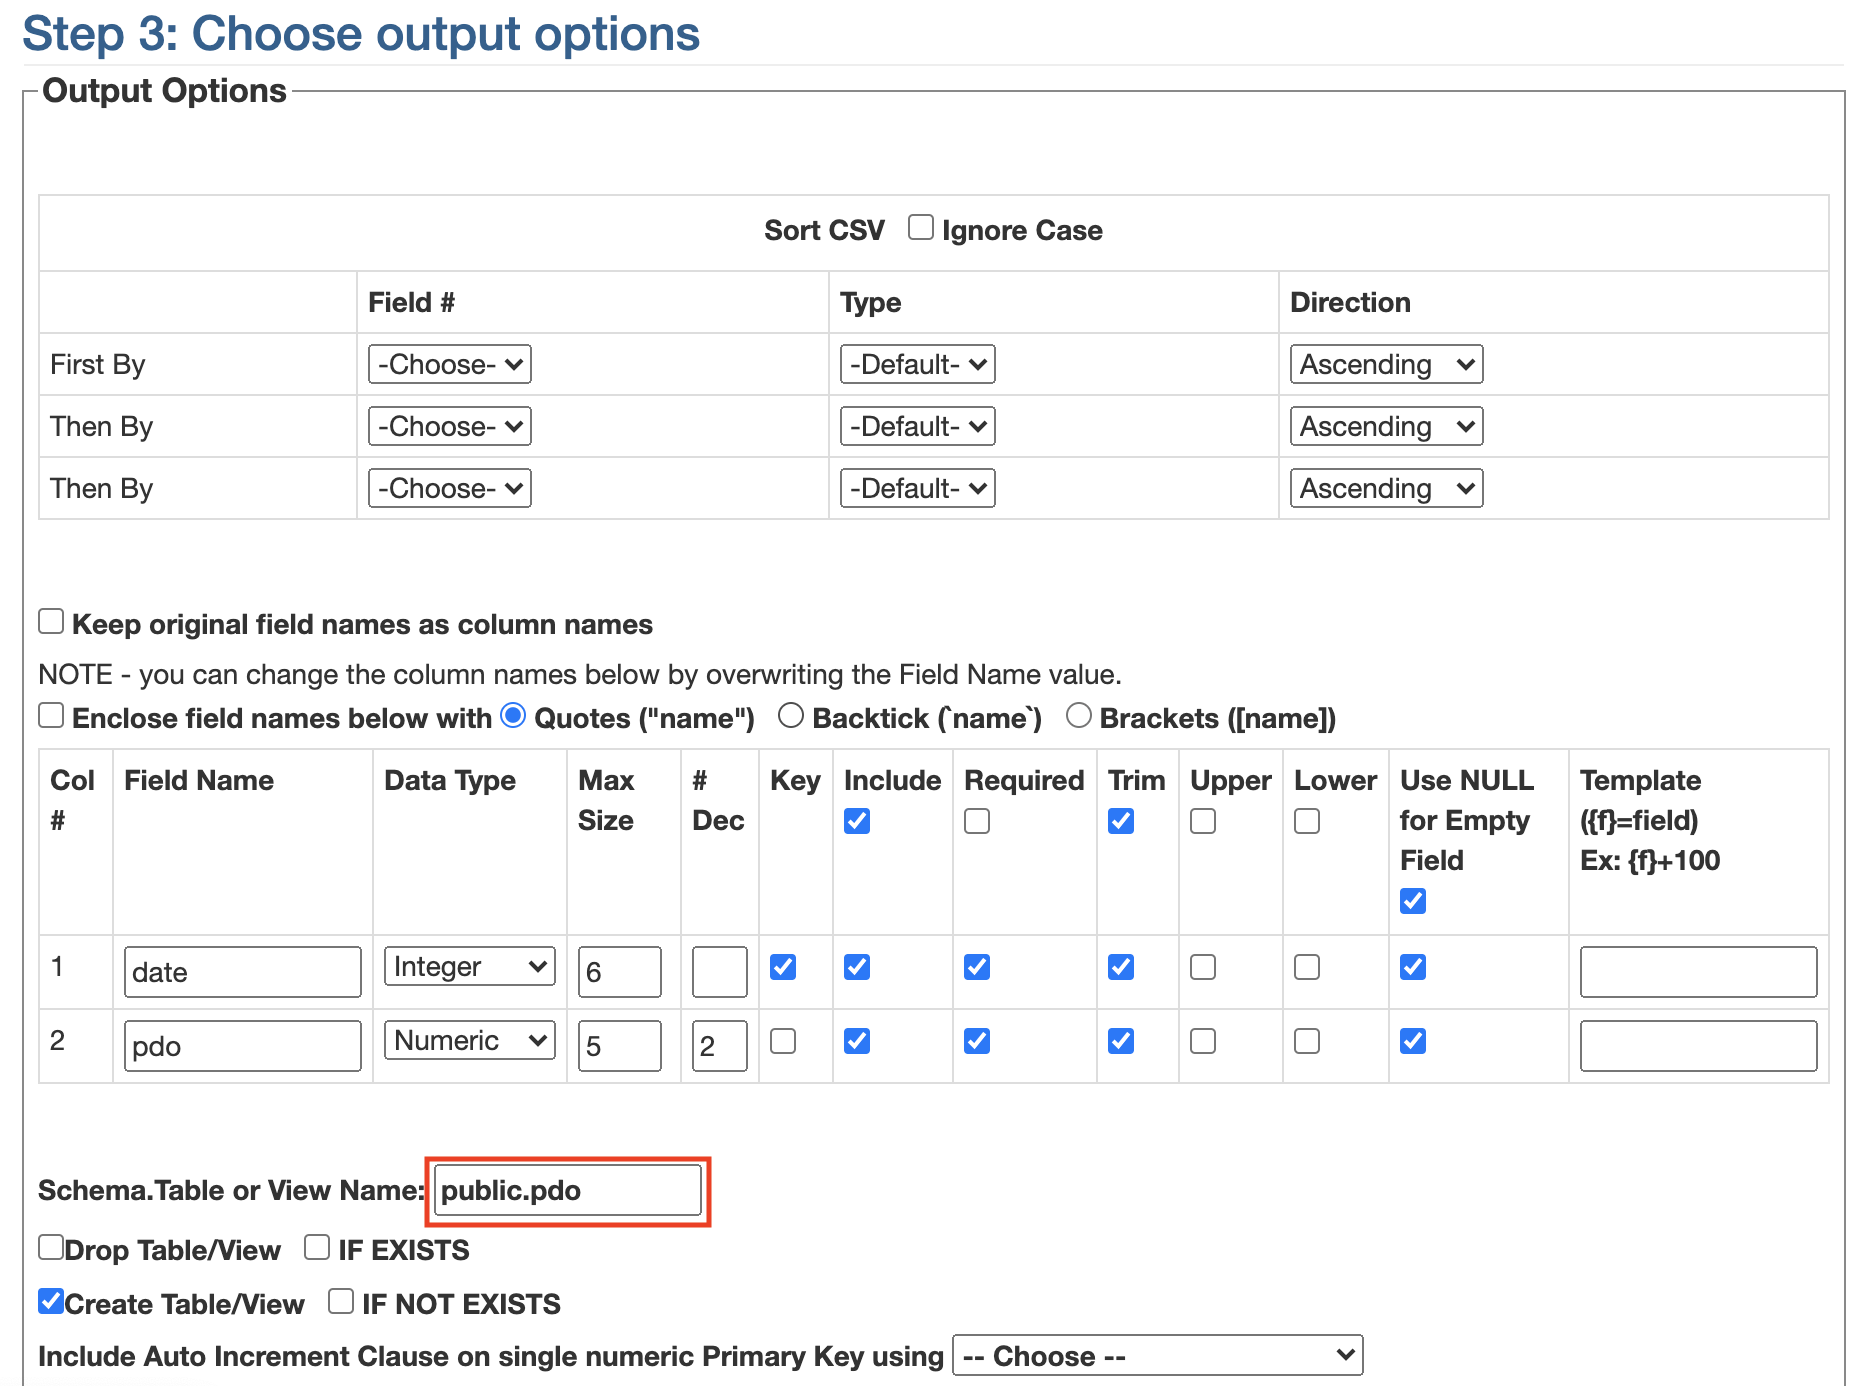 Step 3: Choose output options
Output Options
Sort CSV Ignore Case
Field # Type Direction
First By -Choose- -Default- Ascending
Then By -Choose- -Default- Ascending
Then By -Choose- -Default- Ascending
Keep original field names as column names
NOTE - you can change the column names below by overwriting the Field Name value.
Enclose field names below with Quotes ("name") Backtick (`name`) Brackets ([name])
Col # Field Name Data Type Max Size # Dec Key Include Required Trim Upper Lower Use NULL for Empty Field Template ({f}=field) Ex: {f}+100
1 date Integer 6
2 pdo Numeric 5 2
Schema.Table or View Name: public.pdo
Drop Table/View IF EXISTS
Create Table/View IF NOT EXISTS
Include Auto Increment Clause on single numeric Primary Key using -- Choose --